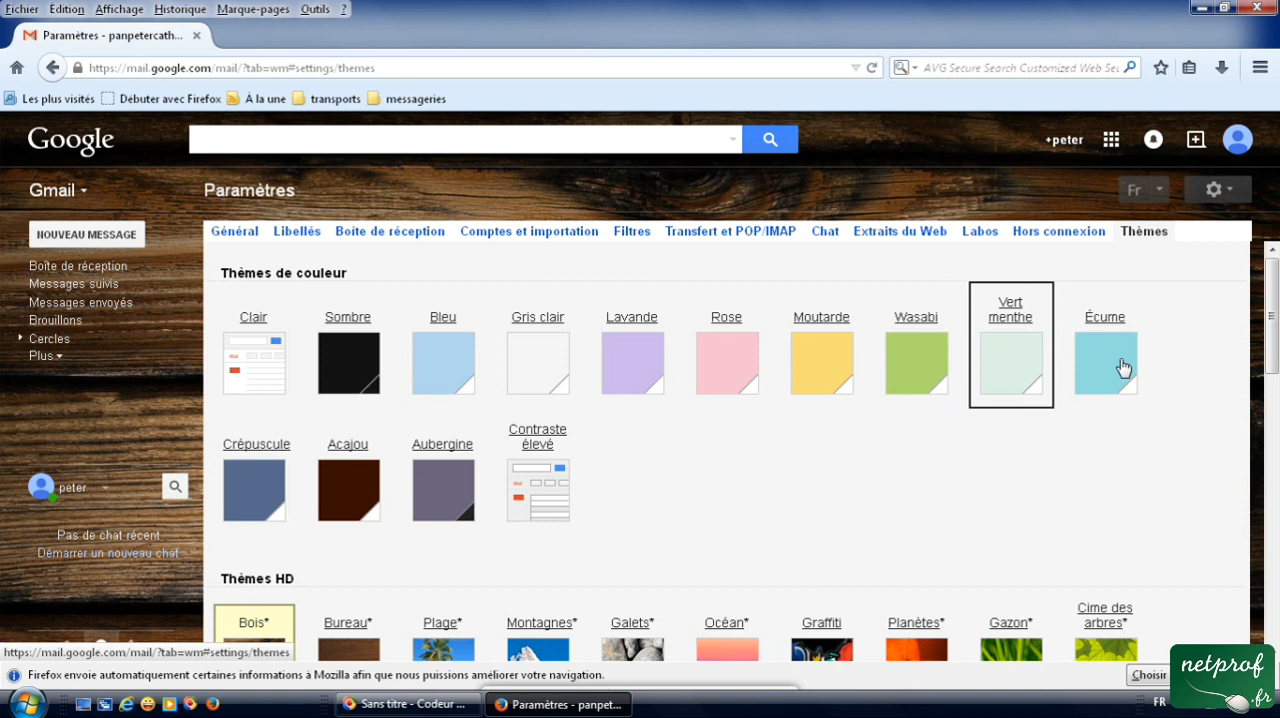 Fichier Édition Affichage Historique Marque-pages Outils ?
Paramètres - panpetercath...
https://mail.google.com/mail/?tab=wm#settings/themes
AVG Secure Search Customized Web Sea
Les plus visités Débuter avec Firefox À la une transports messageries
Google
+peter
Gmail
Paramètres
Fr
NOUVEAU MESSAGE
Général Libellés Boîte de réception Comptes et importation Filtres Transfert et POP/IMAP Chat Extraits du Web Labos Hors connexion Thèmes
Boîte de réception
Messages suivis
Messages envoyés
Brouillons
Cercles
Plus
peter
Pas de chat récent
Démarrer un nouveau chat
Thèmes de couleur
Clair Sombre Bleu Gris clair Lavande Rose Moutarde Wasabi Vert menthe Écume
Crépuscule Acajou Aubergine Contraste élevé
Thèmes HD
Bois* Bureau* Plage* Montagnes* Galets* Océan* Graffiti Planètes* Gazon* Cime des arbres*
https://mail.google.com/mail/?tab=wm#settings/themes
Firefox envoie automatiquement certaines informations à Mozilla afin que nous puissions améliorer votre navigation.
Choisir
Sans titre - Codeur ...
Paramètres - panpet...
FR
netprof
.fr